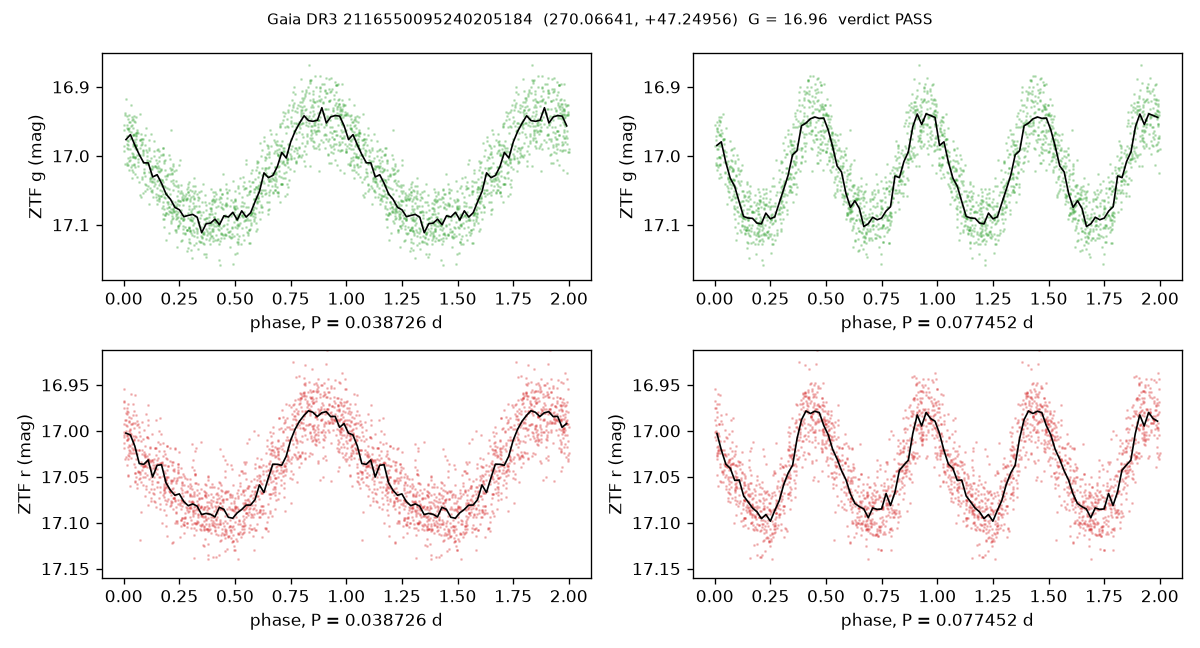 Gaia DR3 2116550095240205184 (270.06641, +47.24956) G = 16.96 verdict PASS
ZTF g (mag)
16.9
17.0
17.1
0.00 0.25 0.50 0.75 1.00 1.25 1.50 1.75 2.00
phase, P = 0.038726 d
ZTF g (mag)
16.9
17.0
17.1
0.00 0.25 0.50 0.75 1.00 1.25 1.50 1.75 2.00
phase, P = 0.077452 d
ZTF r (mag)
16.95
17.00
17.05
17.10
17.15
0.00 0.25 0.50 0.75 1.00 1.25 1.50 1.75 2.00
phase, P = 0.038726 d
ZTF r (mag)
16.95
17.00
17.05
17.10
17.15
0.00 0.25 0.50 0.75 1.00 1.25 1.50 1.75 2.00
phase, P = 0.077452 d